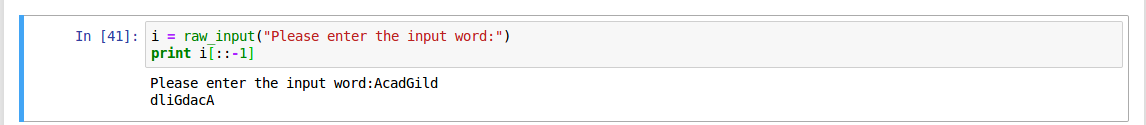 In [41]: i = raw_input("Please enter the input word:")
print i[::-1]
Please enter the input word:AcadGild
dliGdacA